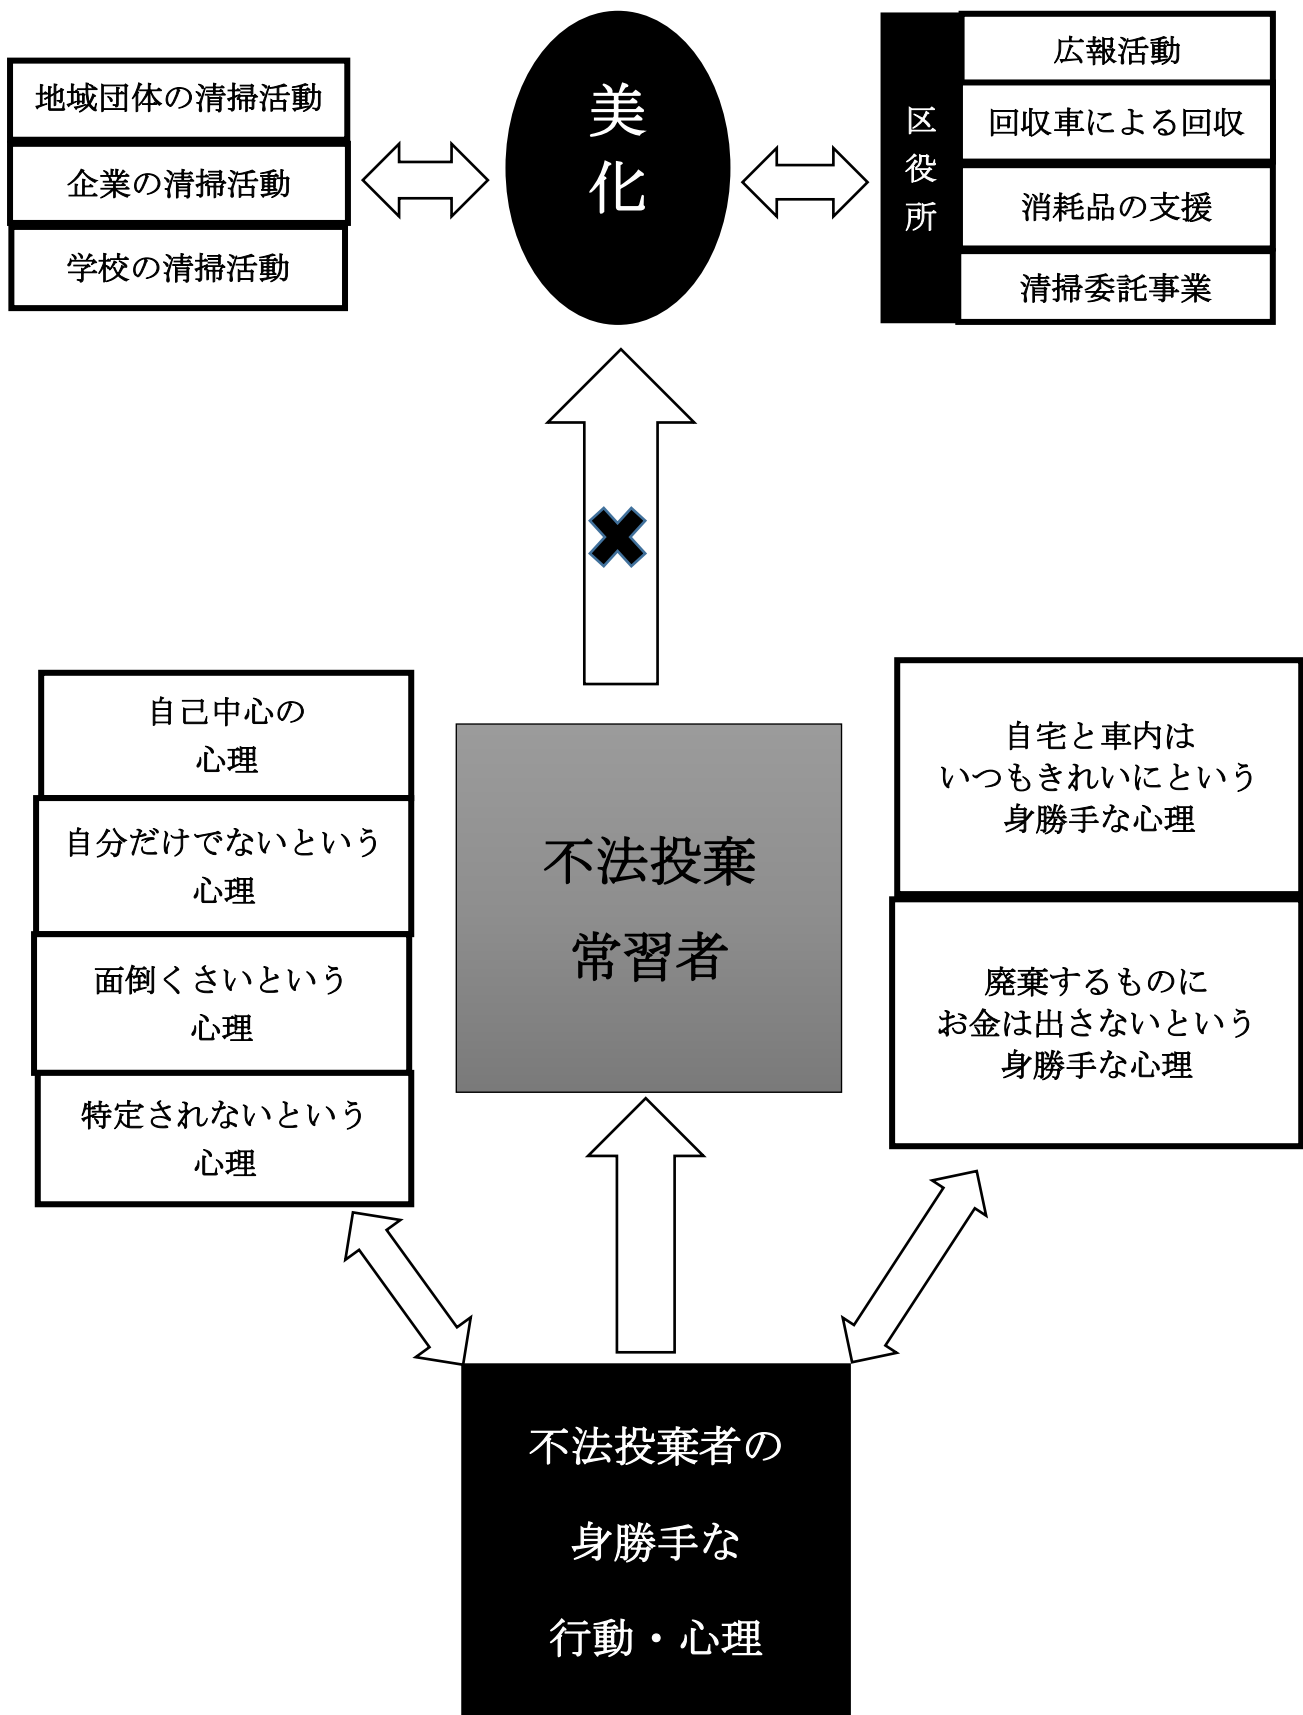 地域団体の清掃活動
企業の清掃活動
学校の清掃活動
美
化
区
役
所
広報活動
回収車による回収
消耗品の支援
清掃委託事業
自己中心の
心理
自分だけでないという
心理
面倒くさいという
心理
特定されないという
心理
不法投棄
常習者
自宅と車内は
いつもきれいにという
身勝手な心理
廃棄するものに
お金は出さないという
身勝手な心理
不法投棄者の
身勝手な
行動・心理